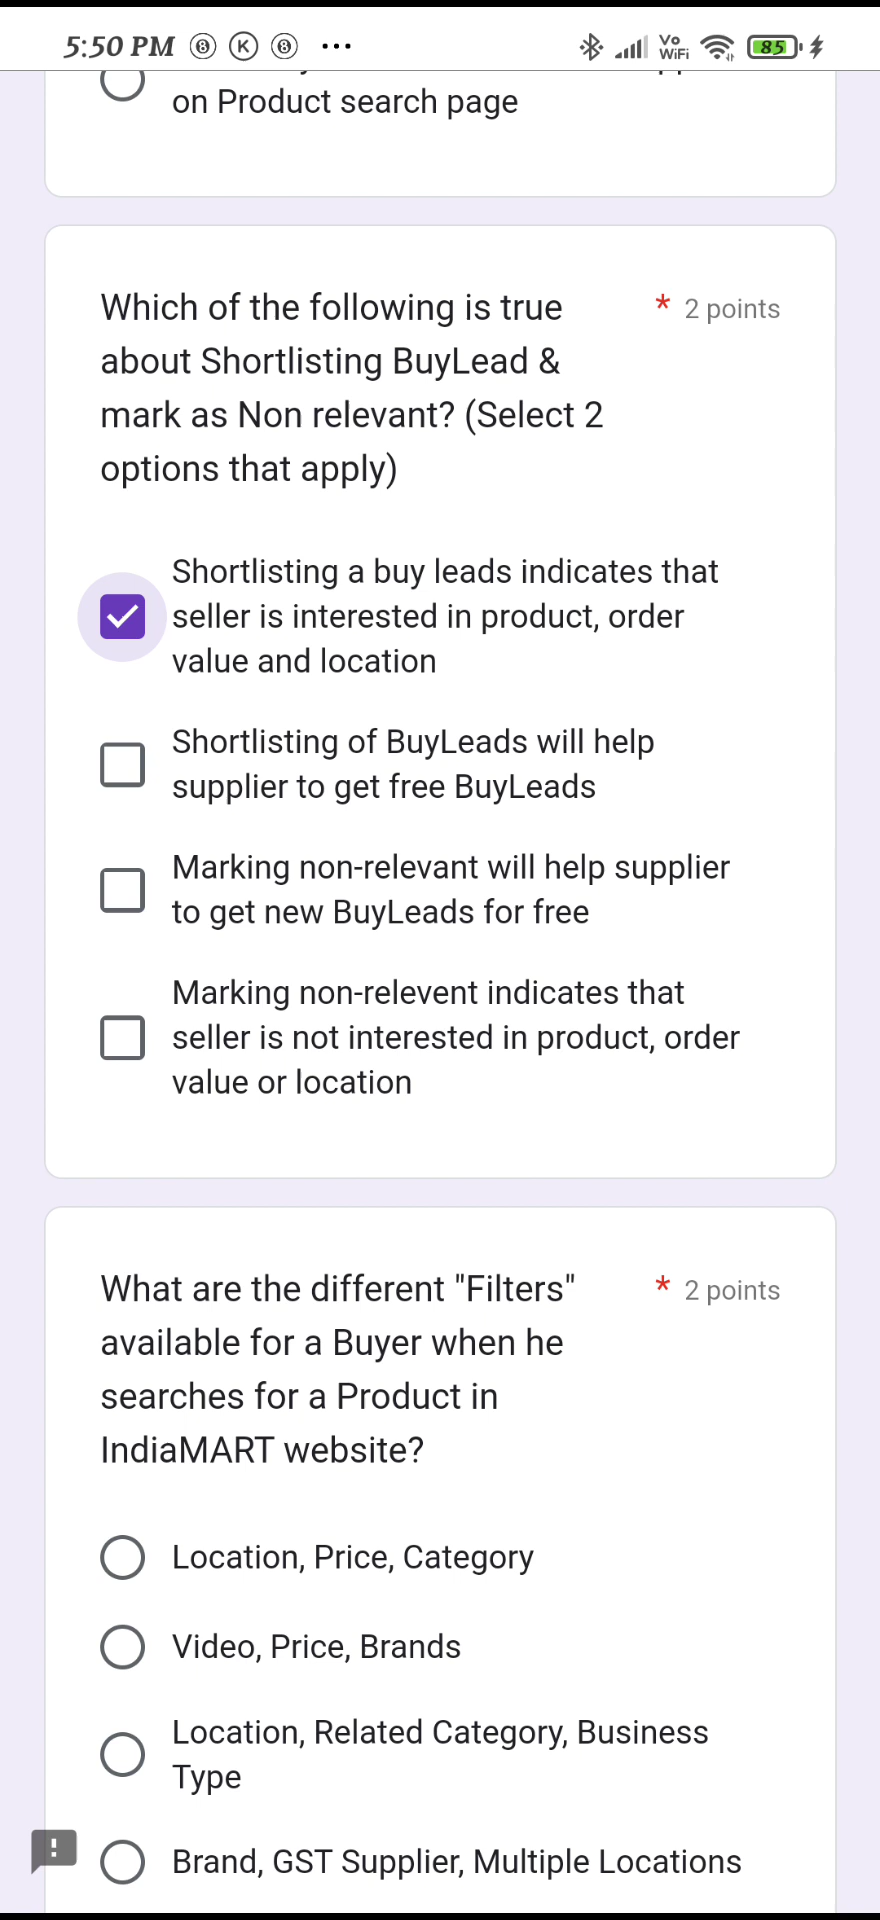 5:50 PM 8 K 8 ...
Vo
WiFi
85
on Product search page
Which of the following is true
* 2 points
about Shortlisting BuyLead &
mark as Non relevant? (Select 2
options that apply)
Shortlisting a buy leads indicates that
seller is interested in product, order
value and location
Shortlisting of BuyLeads will help
supplier to get free BuyLeads
Marking non-relevant will help supplier
to get new BuyLeads for free
Marking non-relevent indicates that
seller is not interested in product, order
value or location
What are the different "Filters"
* 2 points
available for a Buyer when he
searches for a Product in
IndiaMART website?
Location, Price, Category
Video, Price, Brands
Location, Related Category, Business
Type
Brand, GST Supplier, Multiple Locations